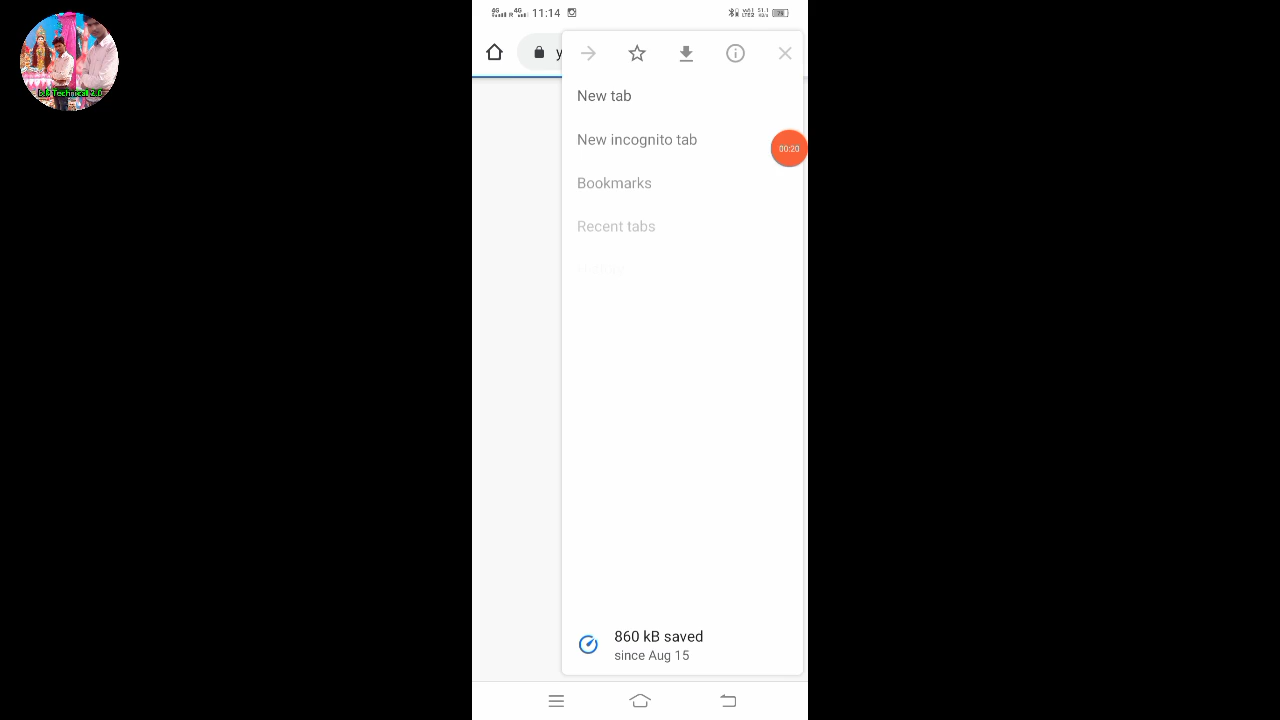 11:14
y
New tab
New incognito tab
00:20
Bookmarks
Recent tabs
860 kB saved
since Aug 15